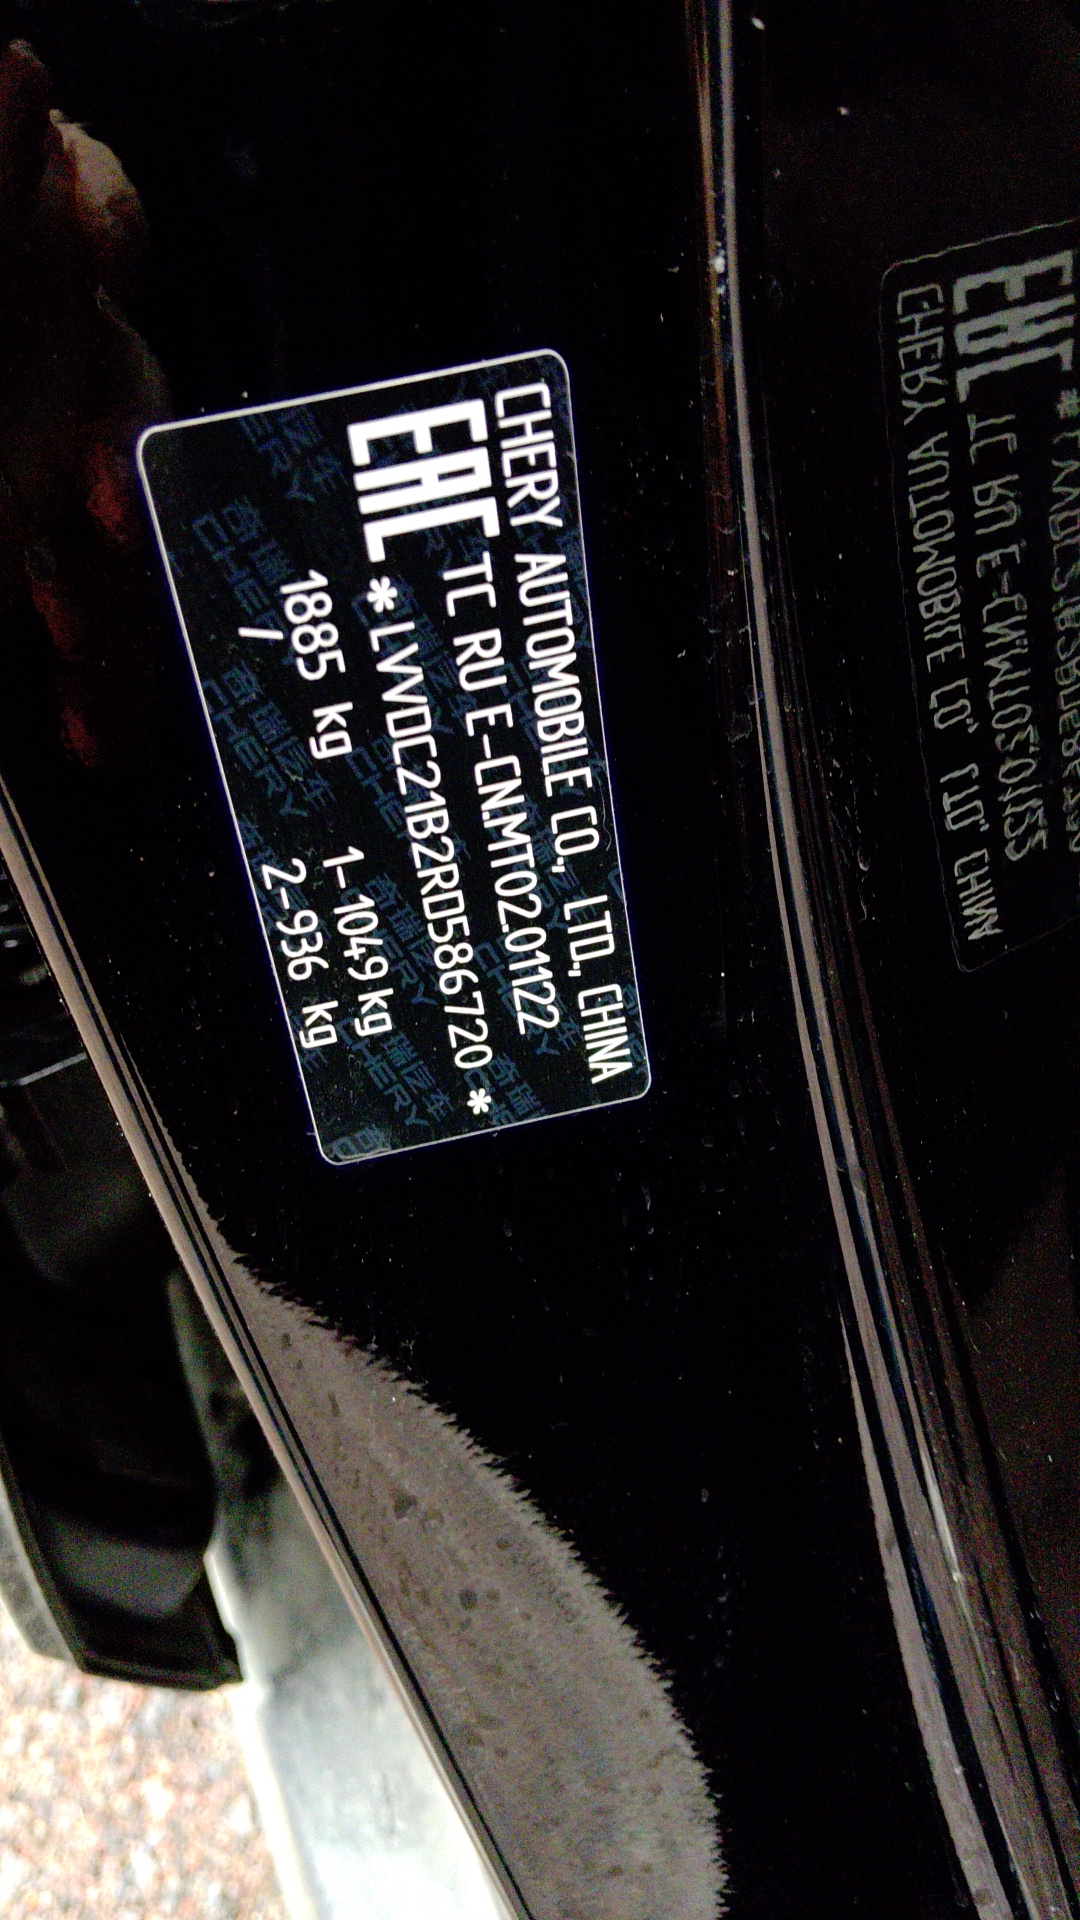 CHERY AUTOMOBILE CO., LTD., CHINA
EAC TC RU E-CN.MT02.01122
*LVVDC21B2RD586720*
1885 kg 1-1049 kg
/ 2-936 kg